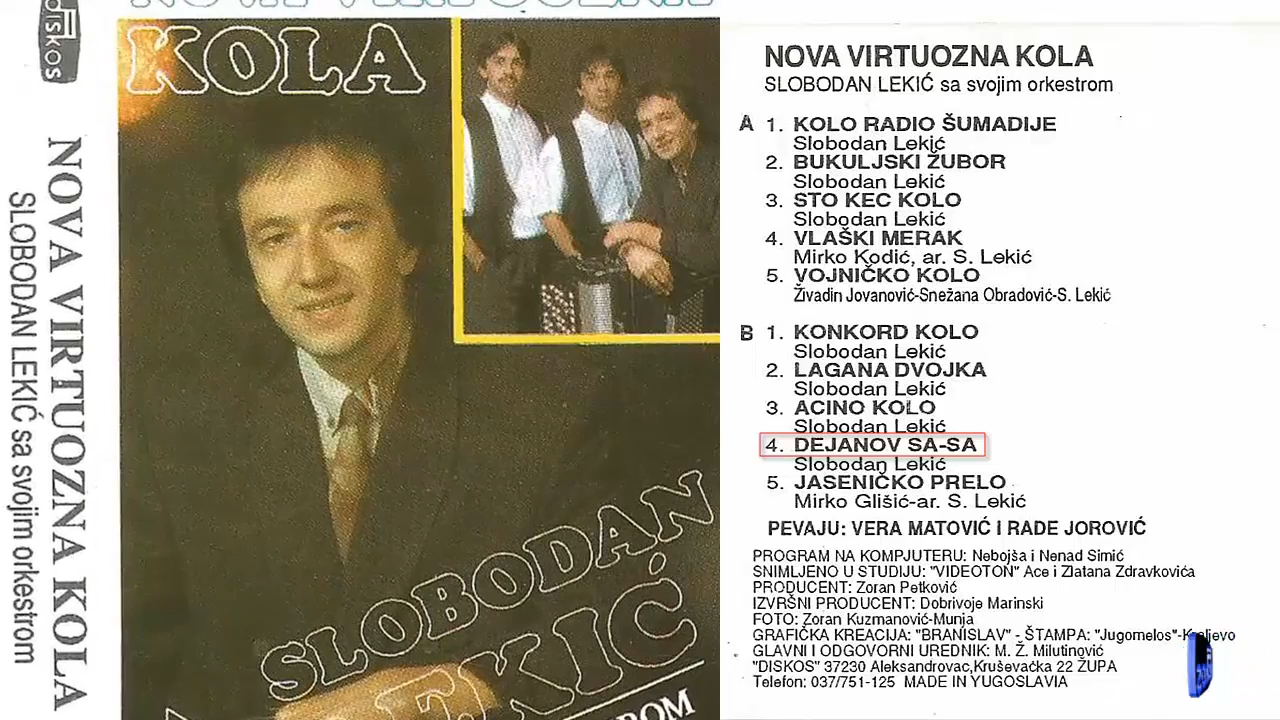 DISKOS
NOVA VIRTUOZNA KOLA
SLOBODAN LEKIĆ sa svojim orkestrom
KOLA
SLOBODAN
LEKIĆ
NOVA VIRTUOZNA KOLA
SLOBODAN LEKIĆ sa svojim orkestrom
A 1. KOLO RADIO ŠUMADIJE
Slobodan Lekić
2. BUKULJSKI ŽUBOR
Slobodan Lekić
3. STO KEC KOLO
Slobodan Lekić
4. VLAŠKI MERAK
Mirko Kodić, ar. S. Lekić
5. VOJNIČKO KOLO
Živadin Jovanović-Snežana Obradović-S. Lekić
B 1. KONKORD KOLO
Slobodan Lekić
2. LAGANA DVOJKA
Slobodan Lekić
3. ACINO KOLO
Slobodan Lekić
4. DEJANOV SA-SA
Slobodan Lekić
5. JASENIČKO PRELO
Mirko Glišić-ar. S. Lekić
PEVAJU: VERA MATOVIĆ I RADE JOROVIĆ
PROGRAM NA KOMPJUTERU: Nebojša i Nenad Simić
SNIMLJENO U STUDIJU: "VIDEOTON" Ace i Zlatana Zdravkovića
PRODUCENT: Zoran Petković
IZVRŠNI PRODUCENT: Dobrivoje Marinski
FOTO: Zoran Kuzmanović-Munja
GRAFIČKA KREACIJA: "BRANISLAV" - ŠTAMPA: "Jugomelos"-Kraljevo
GLAVNI I ODGOVORNI UREDNIK: M. Ž. Milutinović
"DISKOS" 37230 Aleksandrovac,Kruševačka 22 ŽUPA
Telefon: 037/751-125 MADE IN YUGOSLAVIA